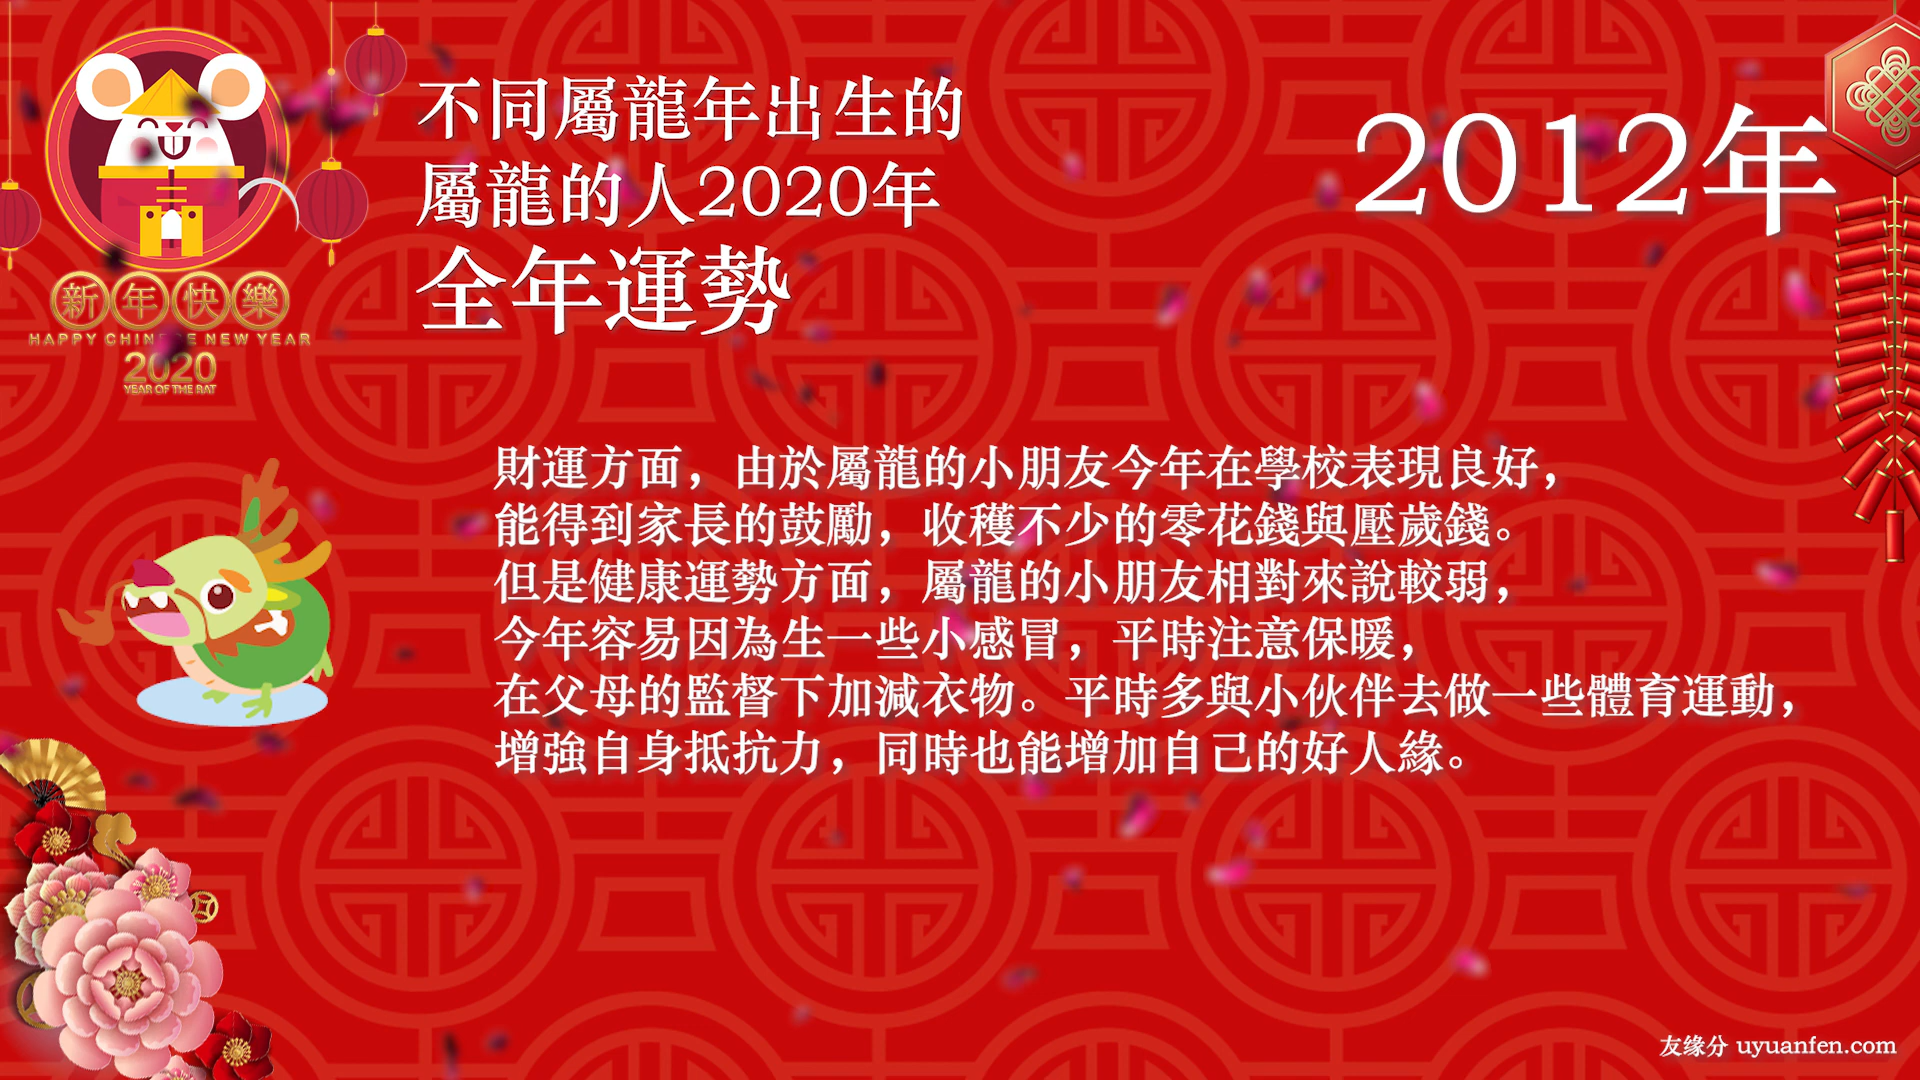 不同屬龍年出生的
屬龍的人2020年
全年運勢
2012年
新年快樂
HAPPY CHINESE NEW YEAR
2020
YEAR OF THE RAT
財運方面，由於屬龍的小朋友今年在學校表現良好，
能得到家長的鼓勵，收穫不少的零花錢與壓歲錢。
但是健康運勢方面，屬龍的小朋友相對來說較弱，
今年容易因為生一些小感冒，平時注意保暖，
在父母的監督下加減衣物。平時多與小伙伴去做一些體育運動，
增強自身抵抗力，同時也能增加自己的好人緣。
友缘分 uyuanfen.com